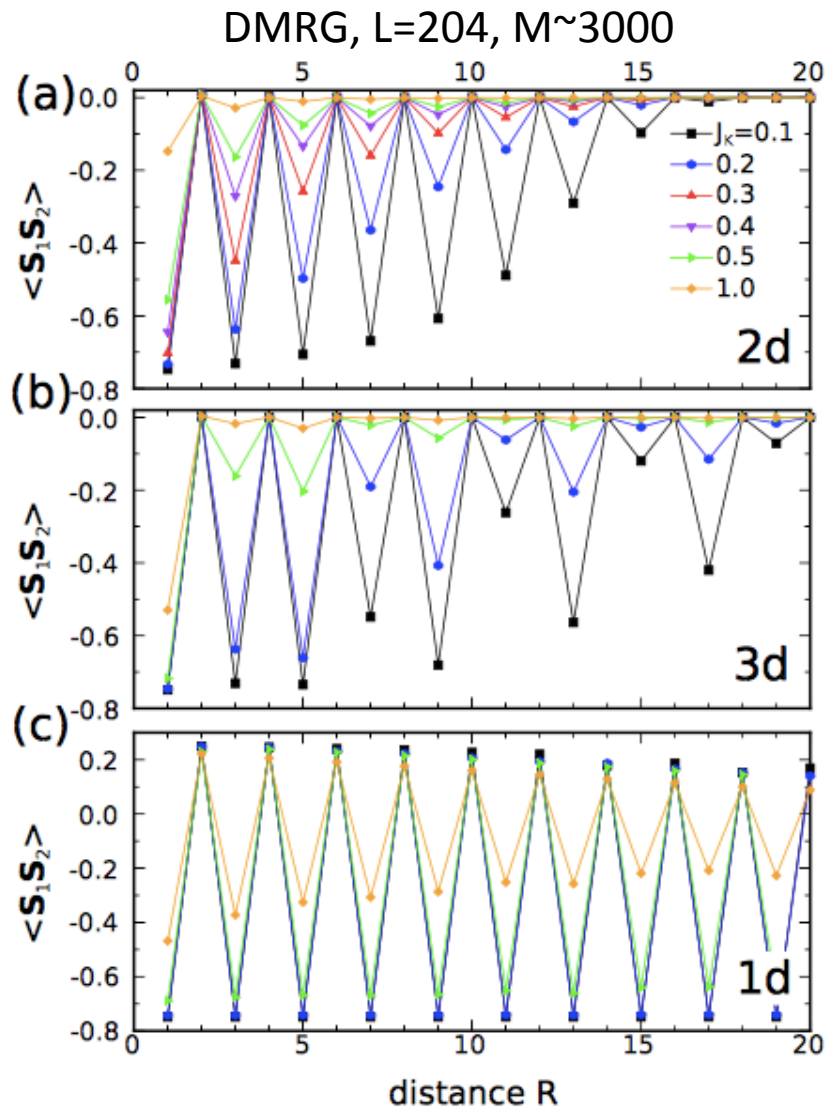 DMRG, L=204, M~3000
0 5 10 15 20
(a)
0.0
-0.2
-0.4
-0.6
-0.8
<S₁S₂>
J_K=0.1
0.2
0.3
0.4
0.5
1.0
2d
(b)
0.0
-0.2
-0.4
-0.6
-0.8
<S₁S₂>
3d
(c)
0.2
0.0
-0.2
-0.4
-0.6
-0.8
<S₁S₂>
1d
0 5 10 15 20
distance R